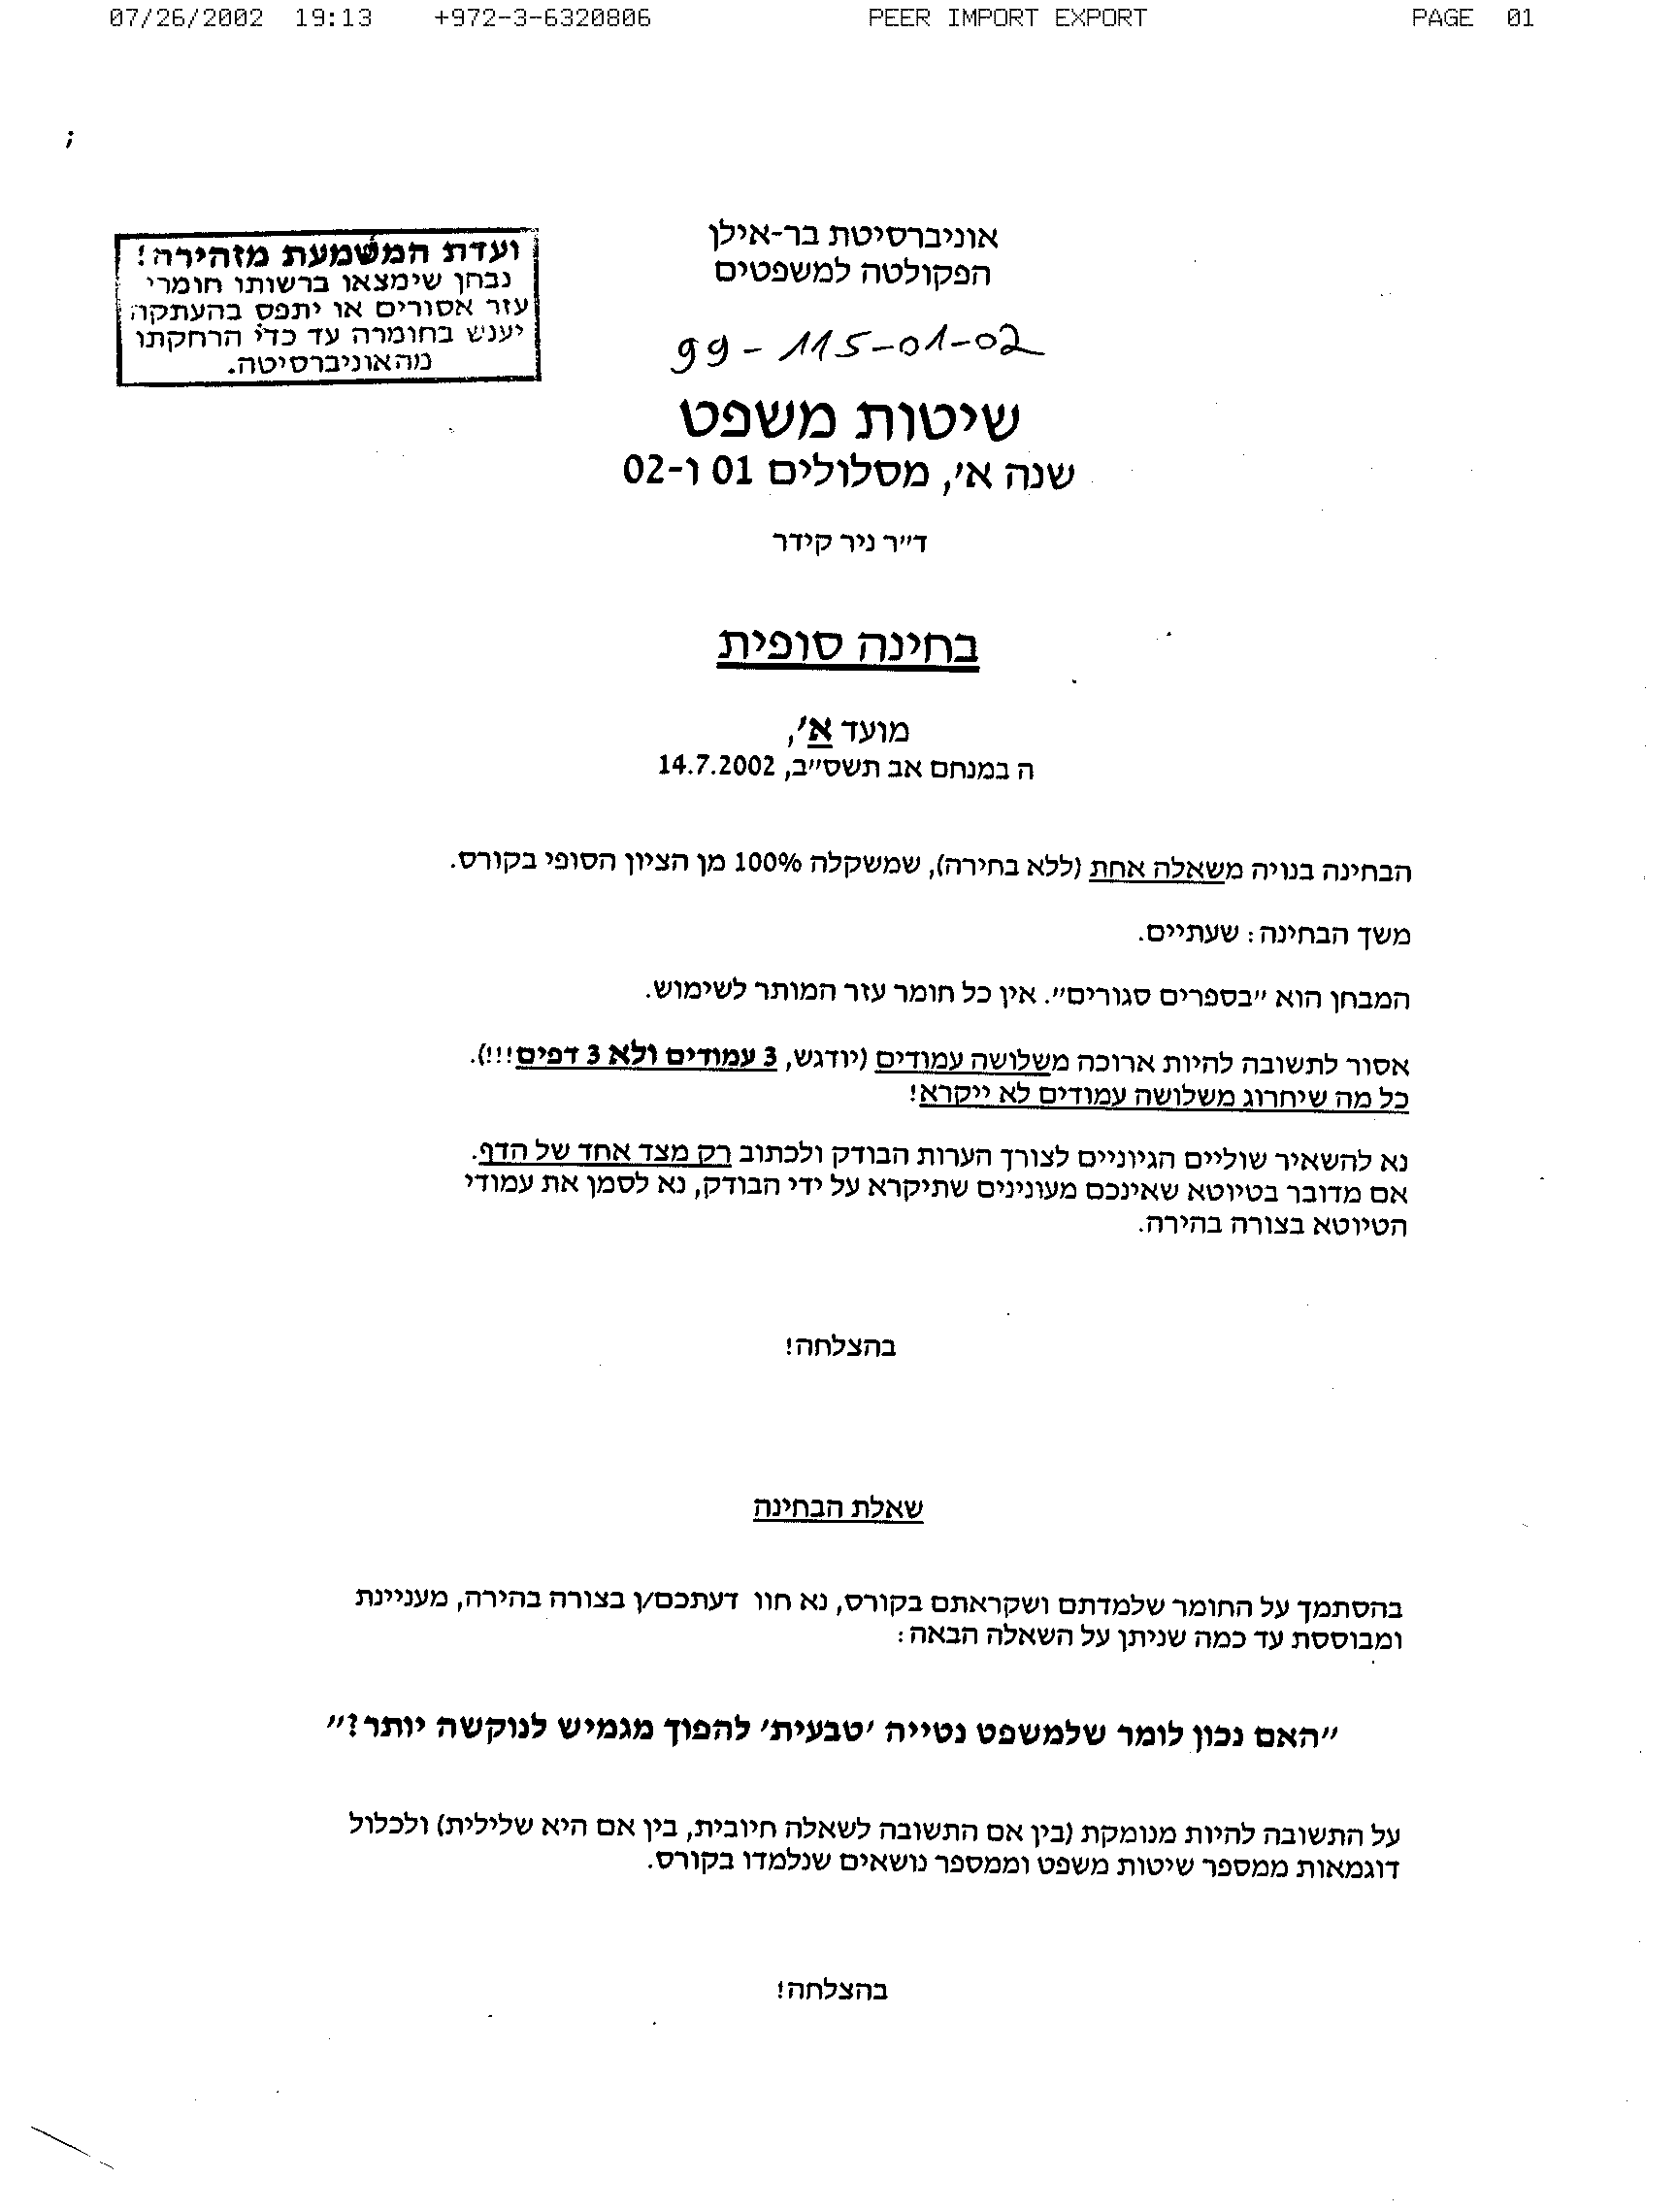 07/26/2002 19:13 +972-3-6320806 PEER IMPORT EXPORT PAGE 01
אוניברסיטת בר-אילן
הפקולטה למשפטים
ועדת המשמעת מזהירה!
נבחן שימצאו ברשותו חומרי
עזר אסורים או יתפס בהעתקה
יענש בחומרה עד כדי הרחקתו
מהאוניברסיטה.
99-115-01-02
שיטות משפט
שנה א', מסלולים 01 ו-02
ד"ר ניר קידר
בחינה סופית
מועד א',
ה במנחם אב תשס"ב, 14.7.2002
הבחינה בנויה משאלה אחת (ללא בחירה), שמשקלה 100% מן הציון הסופי בקורס.
משך הבחינה: שעתיים.
המבחן הוא "בספרים סגורים". אין כל חומר עזר המותר לשימוש.
אסור לתשובה להיות ארוכה משלושה עמודים (יודגש, 3 עמודים ולא 3 דפים!!!).
כל מה שיחרוג משלושה עמודים לא ייקרא!
נא להשאיר שוליים הגיוניים לצורך הערות הבודק ולכתוב רק מצד אחד של הדף.
אם מדובר בטיוטא שאינכם מעונינים שתיקרא על ידי הבודק, נא לסמן את עמודי
הטיוטא בצורה בהירה.
בהצלחה!
שאלת הבחינה
בהסתמך על החומר שלמדתם ושקראתם בקורס, נא חוו דעתכם/ן בצורה בהירה, מעניינת
ומבוססת עד כמה שניתן על השאלה הבאה:
"האם נכון לומר שלמשפט נטייה 'טבעית' להפוך מגמיש לנוקשה יותר?"
על התשובה להיות מנומקת (בין אם התשובה לשאלה חיובית, בין אם היא שלילית) ולכלול
דוגמאות ממספר שיטות משפט וממספר נושאים שנלמדו בקורס.
בהצלחה!